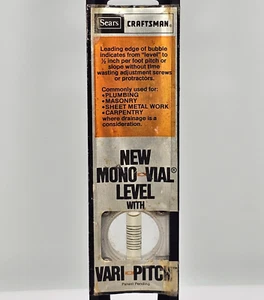 Sears CRAFTSMAN
Leading edge of bubble
indicates from "level" to
½ inch per foot pitch or
slope without time
wasting adjustment screws
or protractors.
Commonly used for:
•PLUMBING
•MASONRY
•SHEET METAL WORK
•CARPENTRY
where drainage is a
consideration.
NEW
MONO-VIAL®
LEVEL
WITH
VARI-PITCH
Patent Pending